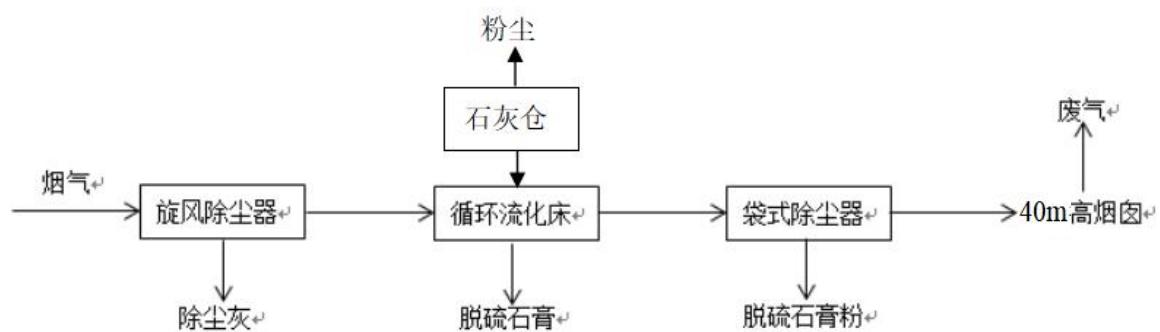 粉尘
石灰仓
废气↵
烟气↵
旋风除尘器↵
循环流化床↵
袋式除尘器↵
40m高烟囱↵
除尘灰↵
脱硫石膏↵
脱硫石膏粉↵